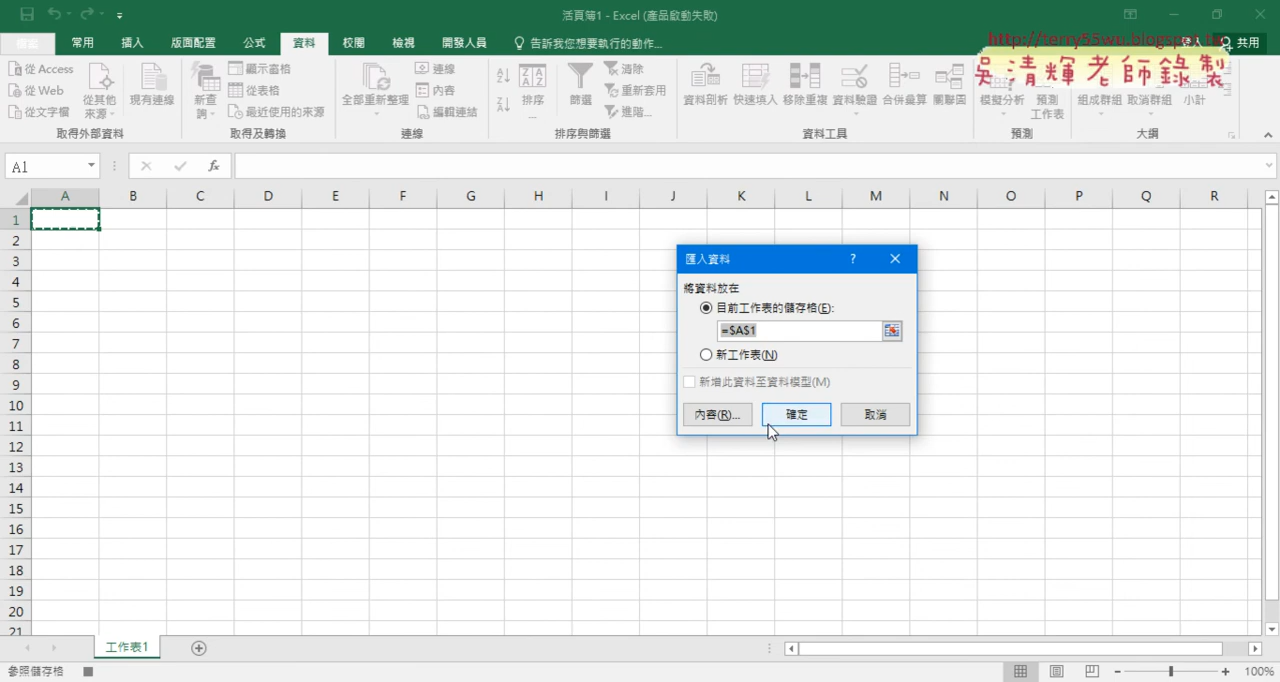 活頁簿1 - Excel (產品啟動失敗)
http://terry55wu.blogspot.tw
吳清輝老師錄製
常用 插入 版面配置 公式 資料 校閱 檢視 開發人員 告訴我您想要執行的動作... 登入 共用
從 Access
從 Web
從文字檔
從其他來源
現有連線
取得外部資料
新查詢
顯示查詢
從表格
最近使用的來源
取得及轉換
全部重新整理
連線
內容
編輯連結
連線
排序
篩選
清除
重新套用
進階...
排序與篩選
資料剖析 快速填入 移除重複 資料驗證 合併彙算 關聯圖
資料工具
模擬分析 預測工作表
預測
組成群組 取消群組 小計
大綱
A1
fx
A B C D E F G H I J K L M N O P Q R
1
2
3
4
5
6
7
8
9
10
11
12
13
14
15
16
17
18
19
20
21
匯入資料 ?
將資料放在
目前工作表的儲存格(E):
=$A$1
新工作表(N)
新增此資料至資料模型(M)
內容(R)... 確定 取消
工作表1
參照儲存格
100%